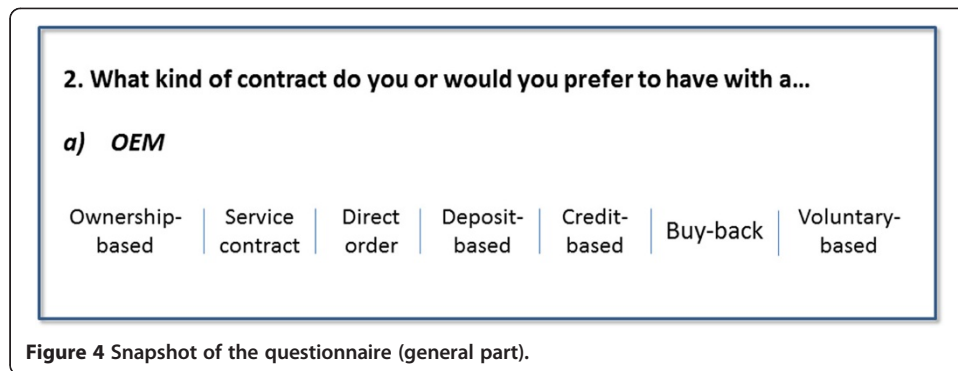 2. What kind of contract do you or would you prefer to have with a...
a) OEM
Ownership-based
Service contract
Direct order
Deposit-based
Credit-based
Buy-back
Voluntary-based
Figure 4 Snapshot of the questionnaire (general part).